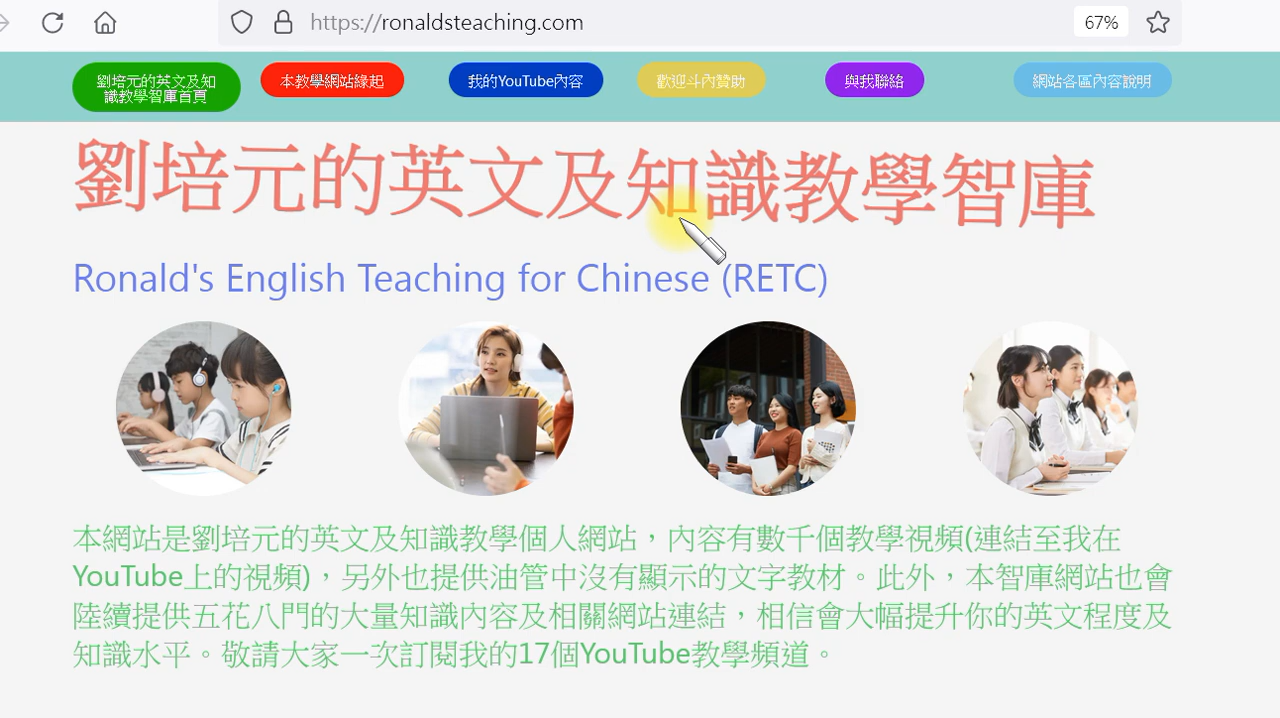 https://ronaldsteaching.com
67%
劉培元的英文及知
識教學智庫首頁
本教學網站緣起
我的YouTube內容
歡迎斗內贊助
與我聯絡
網站各區內容說明
劉培元的英文及知識教學智庫
Ronald's English Teaching for Chinese (RETC)
本網站是劉培元的英文及知識教學個人網站，內容有數千個教學視頻(連結至我在
YouTube上的視頻)，另外也提供油管中沒有顯示的文字教材。此外，本智庫網站也會
陸續提供五花八門的大量知識內容及相關網站連結，相信會大幅提升你的英文程度及
知識水平。敬請大家一次訂閱我的17個YouTube教學頻道。